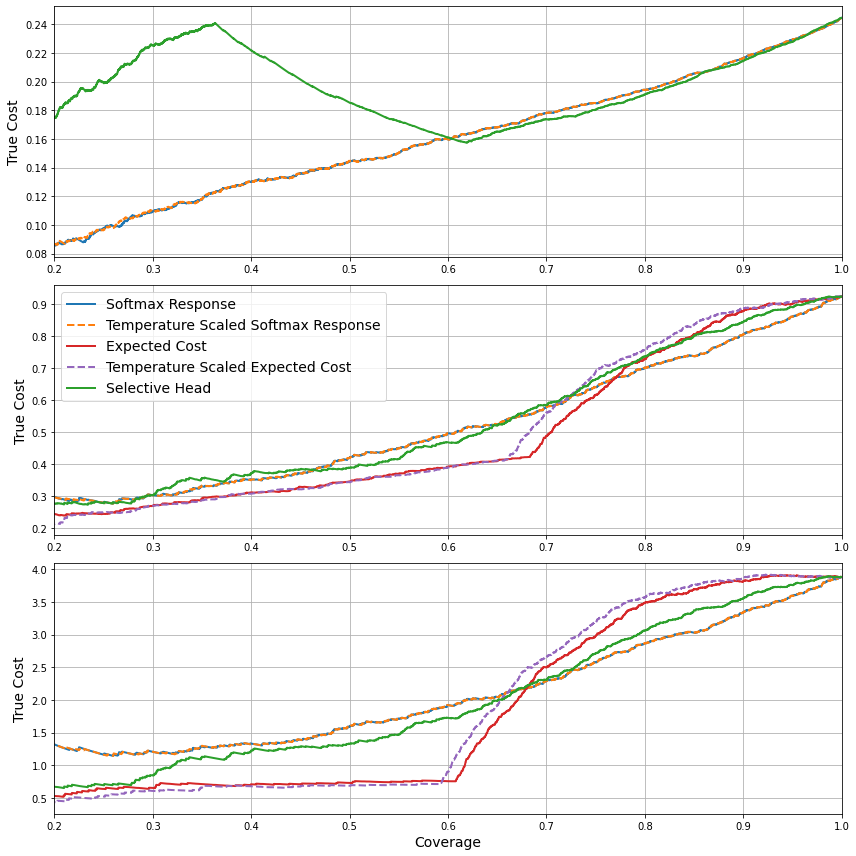 0.24
0.22
0.20
0.18
0.16
0.14
0.12
0.10
0.08
True Cost
0.2 0.3 0.4 0.5 0.6 0.7 0.8 0.9 1.0
0.9
0.8
0.7
0.6
0.5
0.4
0.3
0.2
True Cost
Softmax Response
Temperature Scaled Softmax Response
Expected Cost
Temperature Scaled Expected Cost
Selective Head
0.2 0.3 0.4 0.5 0.6 0.7 0.8 0.9 1.0
4.0
3.5
3.0
2.5
2.0
1.5
1.0
0.5
True Cost
0.2 0.3 0.4 0.5 0.6 0.7 0.8 0.9 1.0
Coverage